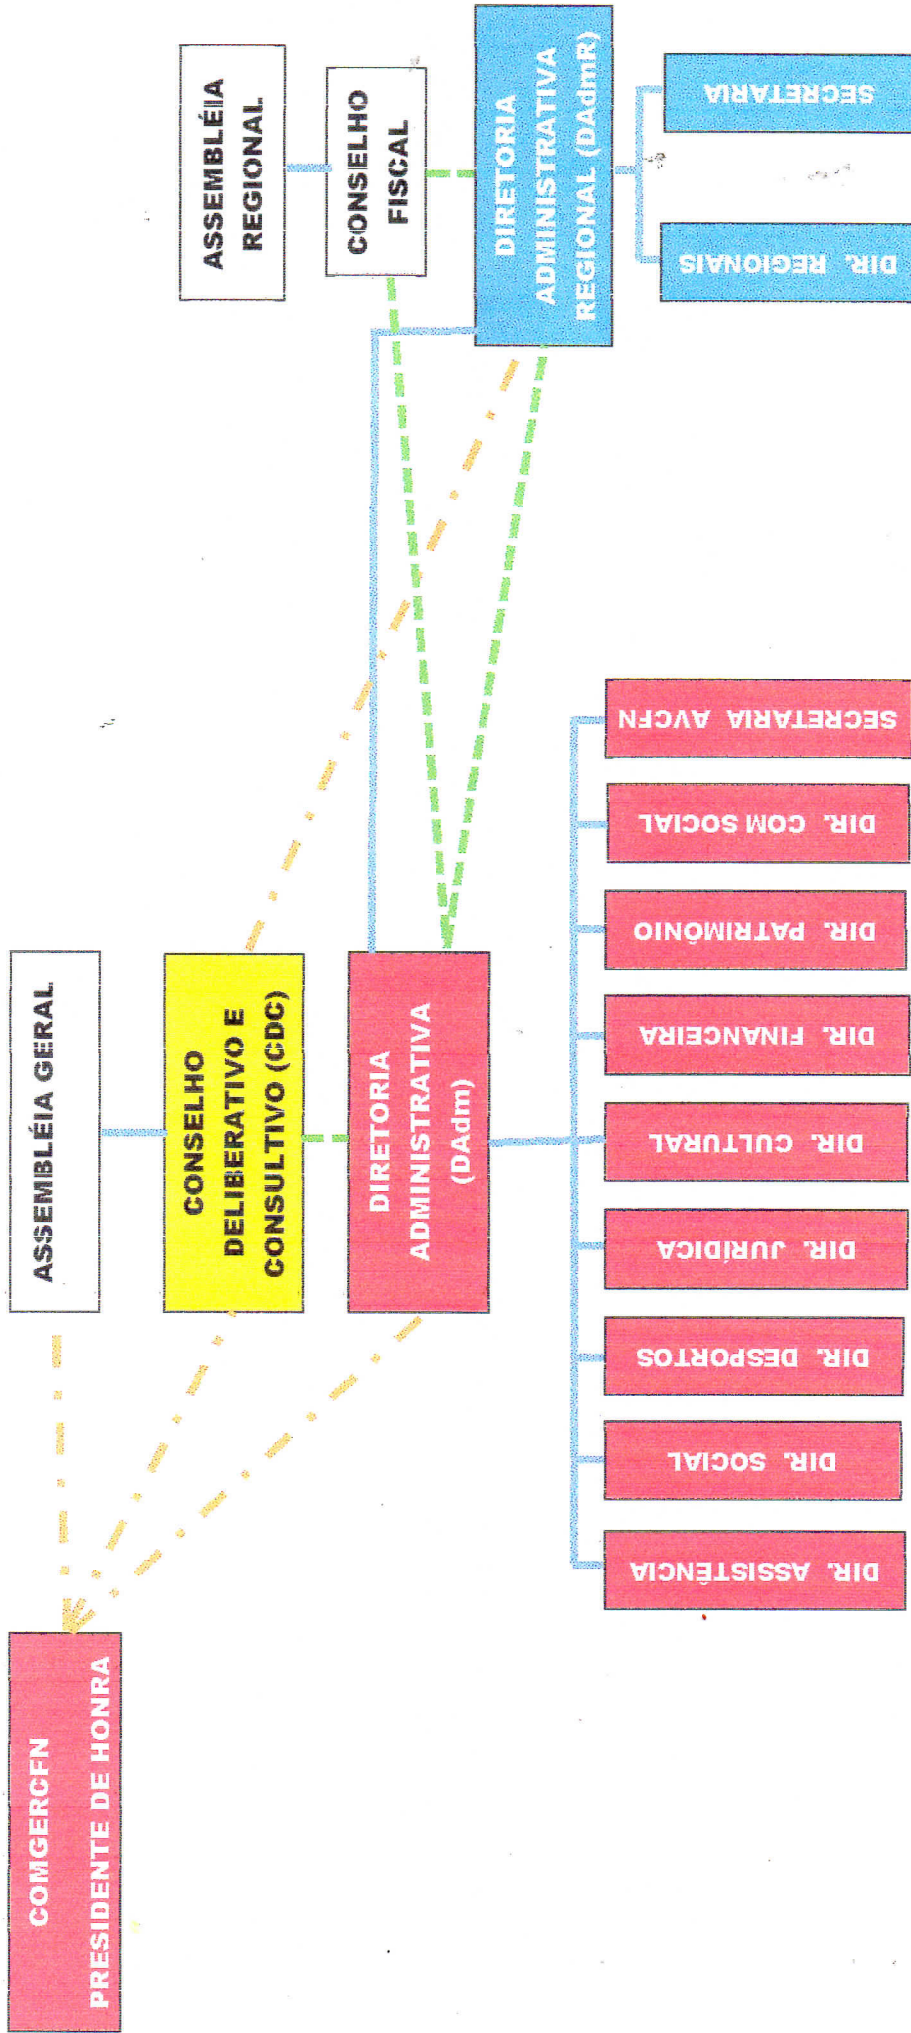 COMGERCFN
PRESIDENTE DE HONRA
ASSEMBLÉIA GERAL
CONSELHO
DELIBERATIVO E
CONSULTIVO (CDC)
DIRETORIA
ADMINISTRATIVA
(DAdm)
DIR. ASSISTÊNCIA
DIR. SOCIAL
DIR. DESPORTOS
DIR. JURÍDICA
DIR. CULTURAL
DIR. FINANCEIRA
DIR. PATRIMÔNIO
DIR. COM SOCIAL
SECRETARIA AVCFN
ASSEMBLÉIA
REGIONAL
CONSELHO
FISCAL
DIRETORIA
ADMINISTRATIVA
REGIONAL (DAdmR)
DIR. REGIONAIS
SECRETARIA